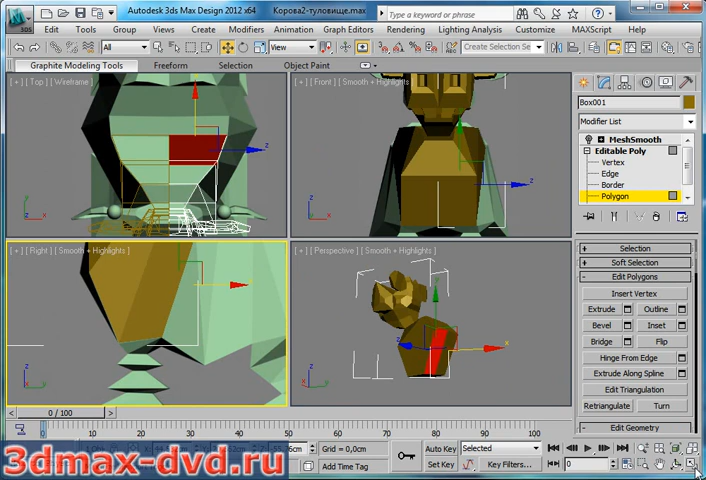 Autodesk 3ds Max Design 2012 x64 Корова2-туловище.max Type a keyword or phrase
Edit Tools Group Views Create Modifiers Animation Graph Editors Rendering Lighting Analysis Customize MAXScript Help
All View Create Selection Se
Graphite Modeling Tools Freeform Selection Object Paint
[ + ] [ Top ] [ Wireframe ] [ + ] [ Front ] [ Smooth + Highlights ]
Box001
Modifier List
MeshSmooth
Editable Poly
Vertex
Edge
Border
Polygon
[ + ] [ Right ] [ Smooth + Highlights ] [ + ] [ Perspective ] [ Smooth + Highlights ]
Selection
Soft Selection
Edit Polygons
Insert Vertex
Extrude Outline
Bevel Inset
Bridge Flip
Hinge From Edge
Extrude Along Spline
Edit Triangulation
Retriangulate Turn
Edit Geometry
0 / 100
0 10 20 30 40 50 60 70 80 90 100
Grid = 0,0cm Auto Key Selected
Add Time Tag Set Key Key Filters... 0
3dmax-dvd.ru